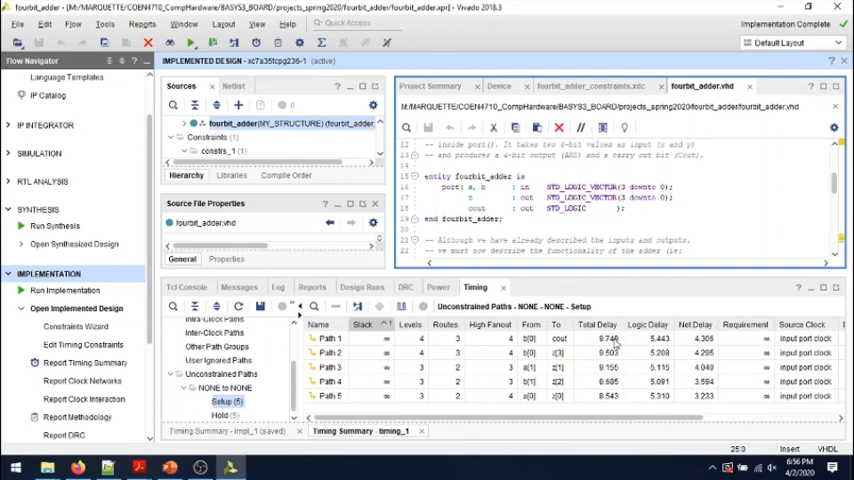 fourbit_adder - [M:/MARQUETTE/COEN4710_CompHardware/BASYS3_BOARD/projects_spring2020/fourbit_adder/fourbit_adder.xpr] - Vivado 2018.3
File Edit Flow Tools Reports Window Layout View Help Quick Access Implementation Complete
Default Layout
Flow Navigator
IMPLEMENTED DESIGN - xc7a35tcpg236-1 (active)
Language Templates
IP Catalog
IP INTEGRATOR
SIMULATION
RTL ANALYSIS
SYNTHESIS
Run Synthesis
Open Synthesized Design
IMPLEMENTATION
Run Implementation
Open Implemented Design
Constraints Wizard
Edit Timing Constraints
Report Timing Summary
Report Clock Networks
Report Clock Interaction
Report Methodology
Report DRC
Sources Netlist
0
fourbit_adder(MY_STRUCTURE) (fourbit_adder.
Constraints (1)
constrs_1
Hierarchy Libraries Compile Order
Source File Properties
fourbit_adder.vhd
General Properties
Project Summary Device fourbit_adder_constraints.xdc fourbit_adder.vhd
M:/MARQUETTE/COEN4710_CompHardware/BASYS3_BOARD/projects_spring2020/fourbit_adder/fourbit_adder.vhd
12 -- inside port(). It takes two 4-bit values as input (x and y)
13 -- and produces a 4-bit output (ANS) and a carry out bit (Cout).
14
15 entity fourbit_adder is
16 port( a, b : in STD_LOGIC_VECTOR(3 downto 0);
17 z : out STD_LOGIC_VECTOR(3 downto 0);
18 cout : out STD_LOGIC );
19 end fourbit_adder;
20
21 -- Although we have already described the inputs and outputs,
22 -- we must now describe the functionality of the adder (ie:
Tcl Console Messages Log Reports Design Runs DRC Power Timing
Unconstrained Paths - NONE - NONE - Setup
Intra-Clock Paths
Inter-Clock Paths
Other Path Groups
User Ignored Paths
Unconstrained Paths
NONE to NONE
Setup (5)
Hold (5)
Name Slack ^1 Levels Routes High Fanout From To Total Delay Logic Delay Net Delay Requirement Source Clock
Path 1 ∞ 4 3 4 b[0] cout 9.749 5.443 4.306 ∞ input port clock
Path 2 ∞ 4 3 4 b[0] z[3] 9.503 5.208 4.295 ∞ input port clock
Path 3 ∞ 3 2 3 a[1] z[1] 9.155 5.115 4.040 ∞ input port clock
Path 4 ∞ 3 2 3 b[1] z[2] 8.685 5.091 3.594 ∞ input port clock
Path 5 ∞ 3 2 4 b[0] z[0] 8.543 5.310 3.233 ∞ input port clock
Timing Summary - impl_1 (saved) Timing Summary - timing_1
25:0 Insert VHDL
6:56 PM
4/2/2020